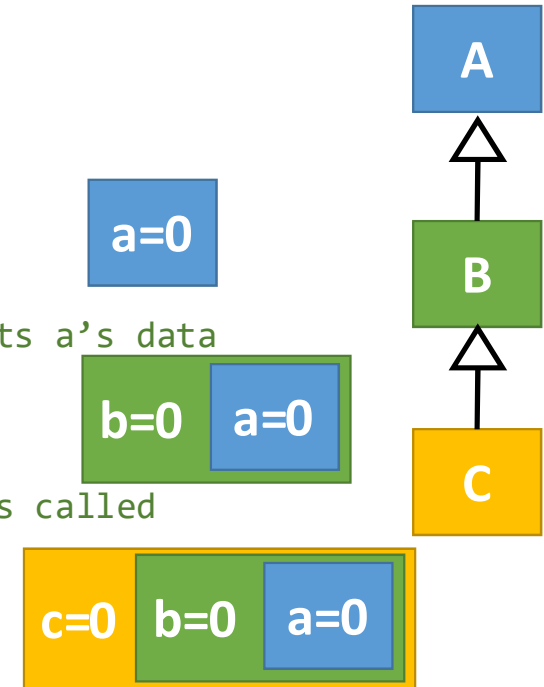 A
a=0
B
ts a’s data
b=0 a=0
C
s called
c=0 b=0 a=0